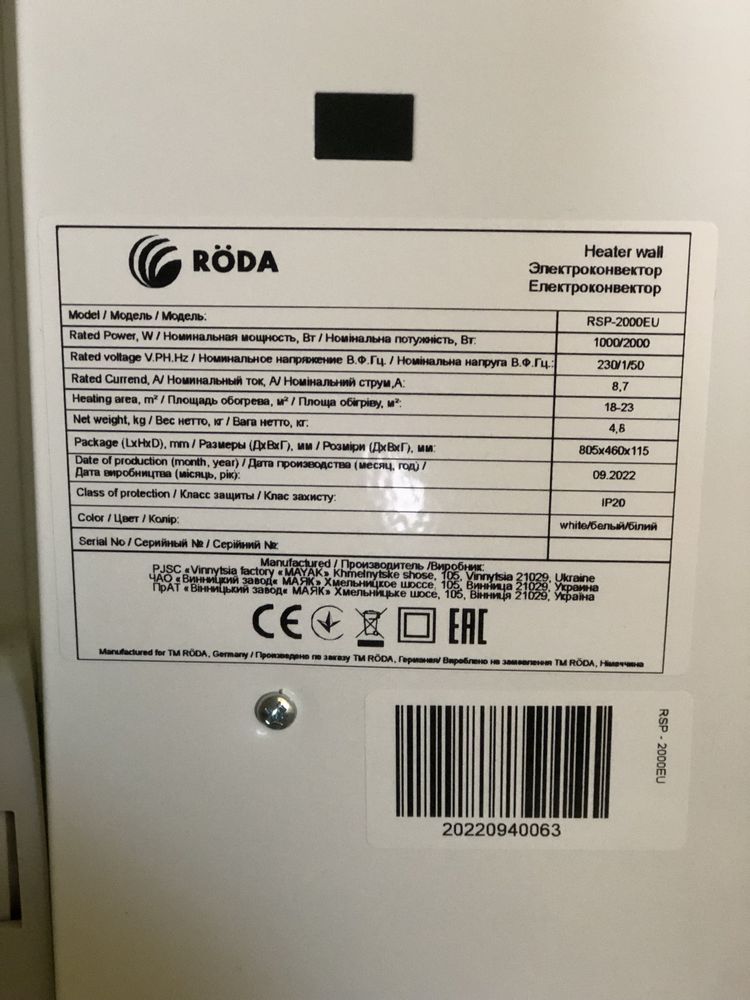 RÖDA
Heater wall
Электроконвектор
Електроконвектор
Model / Модель / Модель: RSP-2000EU
Rated Power, W / Номинальная мощность, Вт / Номінальна потужність, Вт: 1000/2000
Rated voltage V.PH.Hz / Номинальное напряжение В.Ф.Гц. / Номінальна напруга В.Ф.Гц.: 230/1/50
Rated Currend, A/ Номинальный ток, А/ Номінальний струм,А: 8,7
Heating area, m² / Площадь обогрева, м² / Площа обігріву, м²: 18-23
Net weight, kg / Вес нетто, кг / Вага нетто, кг: 4,8
Package (LxHxD), mm / Размеры (ДхВхГ), мм / Розміри (ДхВхГ), мм: 805x460x115
Date of production (month, year) / Дата производства (месяц, год) /
Дата виробництва (місяць, рік): 09.2022
Class of protection / Класс защиты / Клас захисту: IP20
Color / Цвет / Колір: white/белый/білий
Serial No / Серийный № / Серійний №
Manufactured / Производитель /Виробник:
PJSC «Vinnytsia factory «MAYAK» Khmelnytske shose, 105, Vinnytsia 21029, Ukraine
ЧАО «Винницкий завод« МАЯК» Хмельницкое шоссе, 105, Винница 21029, Украина
ПрАТ «Вінницький завод« МАЯК» Хмельницьке шосе, 105, Вінниця 21029, Україна
CE EAC
Manufactured for TM RÖDA, Germany / Произведено по заказу TM RÖDA, Германия/ Вироблено на замовлення TM RÖDA, Німеччина
RSP - 2000EU
20220940063